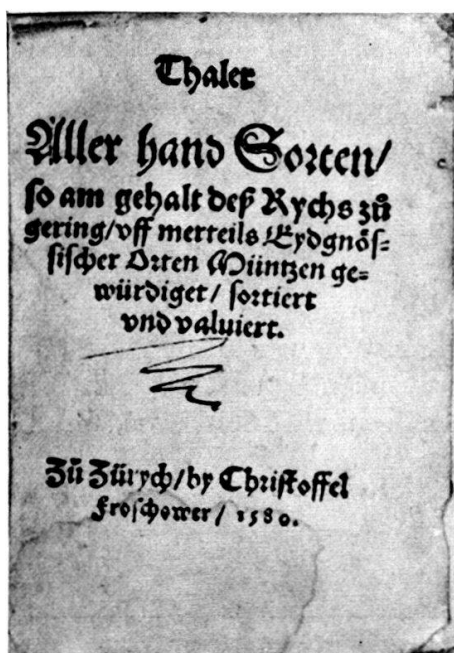 Thaler
Aller hand Sorten/
so am gehalt deß Rychs zů
gering/vff merteils Eydgnös⸗
sischer Orten Müntzen ge⸗
würdiget/ sortiert
vnd valuiert.
Zů Zürych/by Christoffel
Froschower/ 1580.